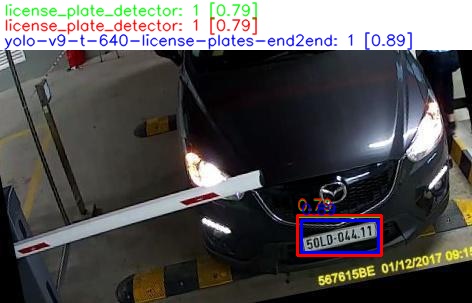 license_plate_detector: 1 [0.79]
license_plate_detector: 1 [0.79]
yolo-v9-t-640-license-plates-end2end: 1 [0.89]
0.79
50LD-044.11
567615BE 01/12/2017 09:15